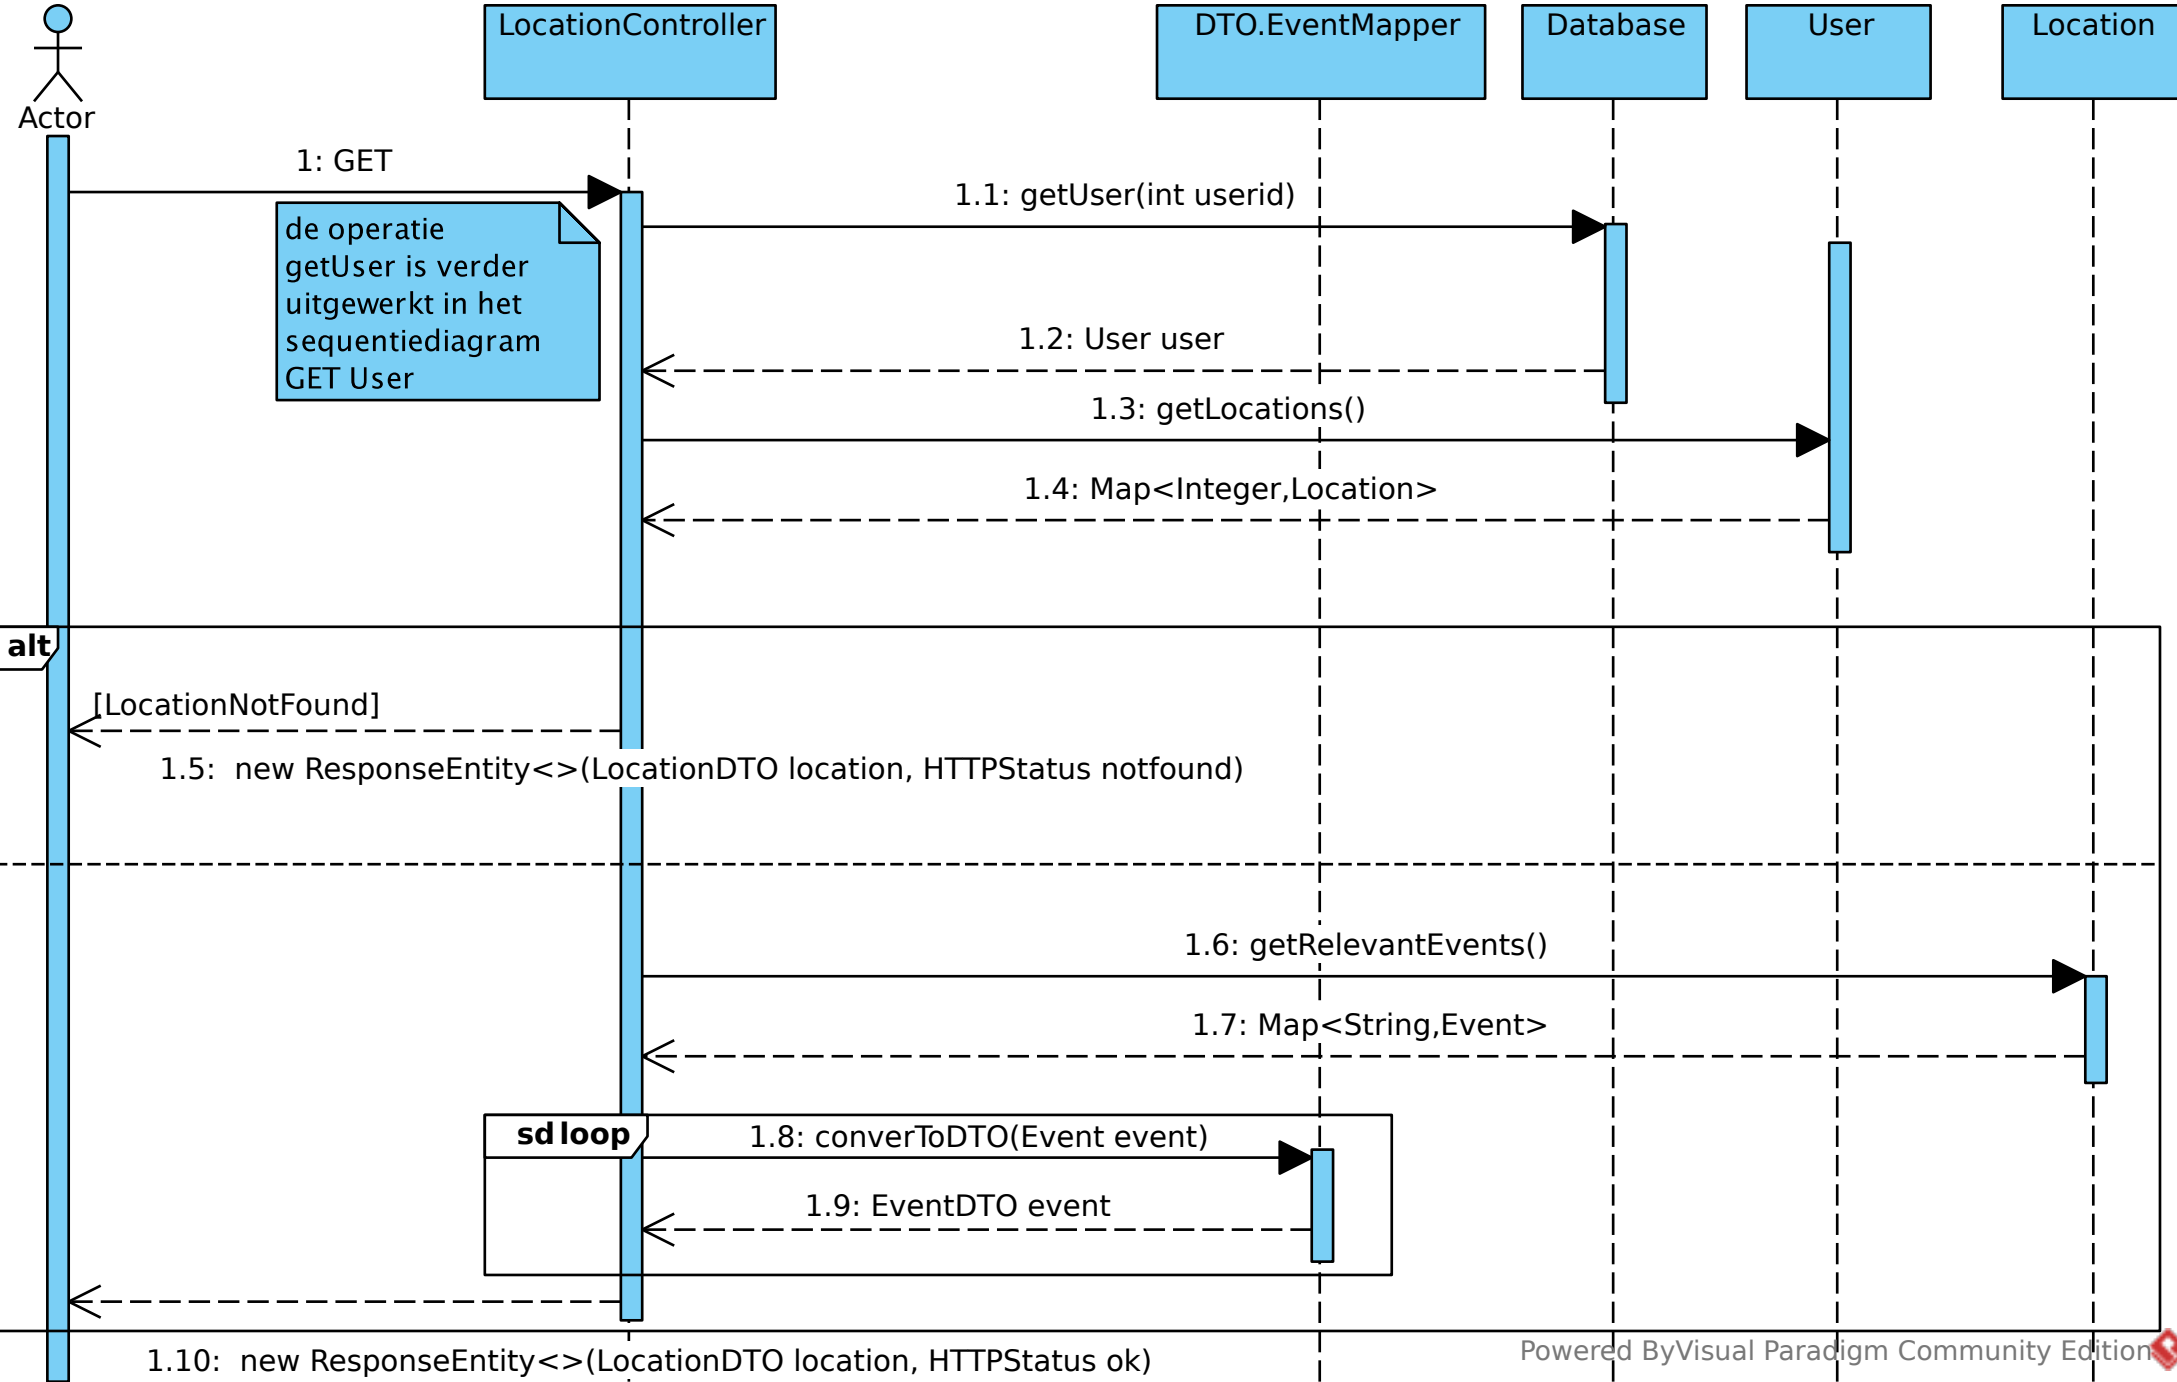 LocationController
DTO.EventMapper
Database
User
Location
Actor
1: GET
1.1: getUser(int userid)
de operatie
getUser is verder
uitgewerkt in het
sequentiediagram
GET User
1.2: User user
1.3: getLocations()
1.4: Map<Integer,Location>
alt
[LocationNotFound]
1.5: new ResponseEntity<>(LocationDTO location, HTTPStatus notfound)
1.6: getRelevantEvents()
1.7: Map<String,Event>
sd loop
1.8: converToDTO(Event event)
1.9: EventDTO event
1.10: new ResponseEntity<>(LocationDTO location, HTTPStatus ok)
Powered ByVisual Paradigm Community Edition